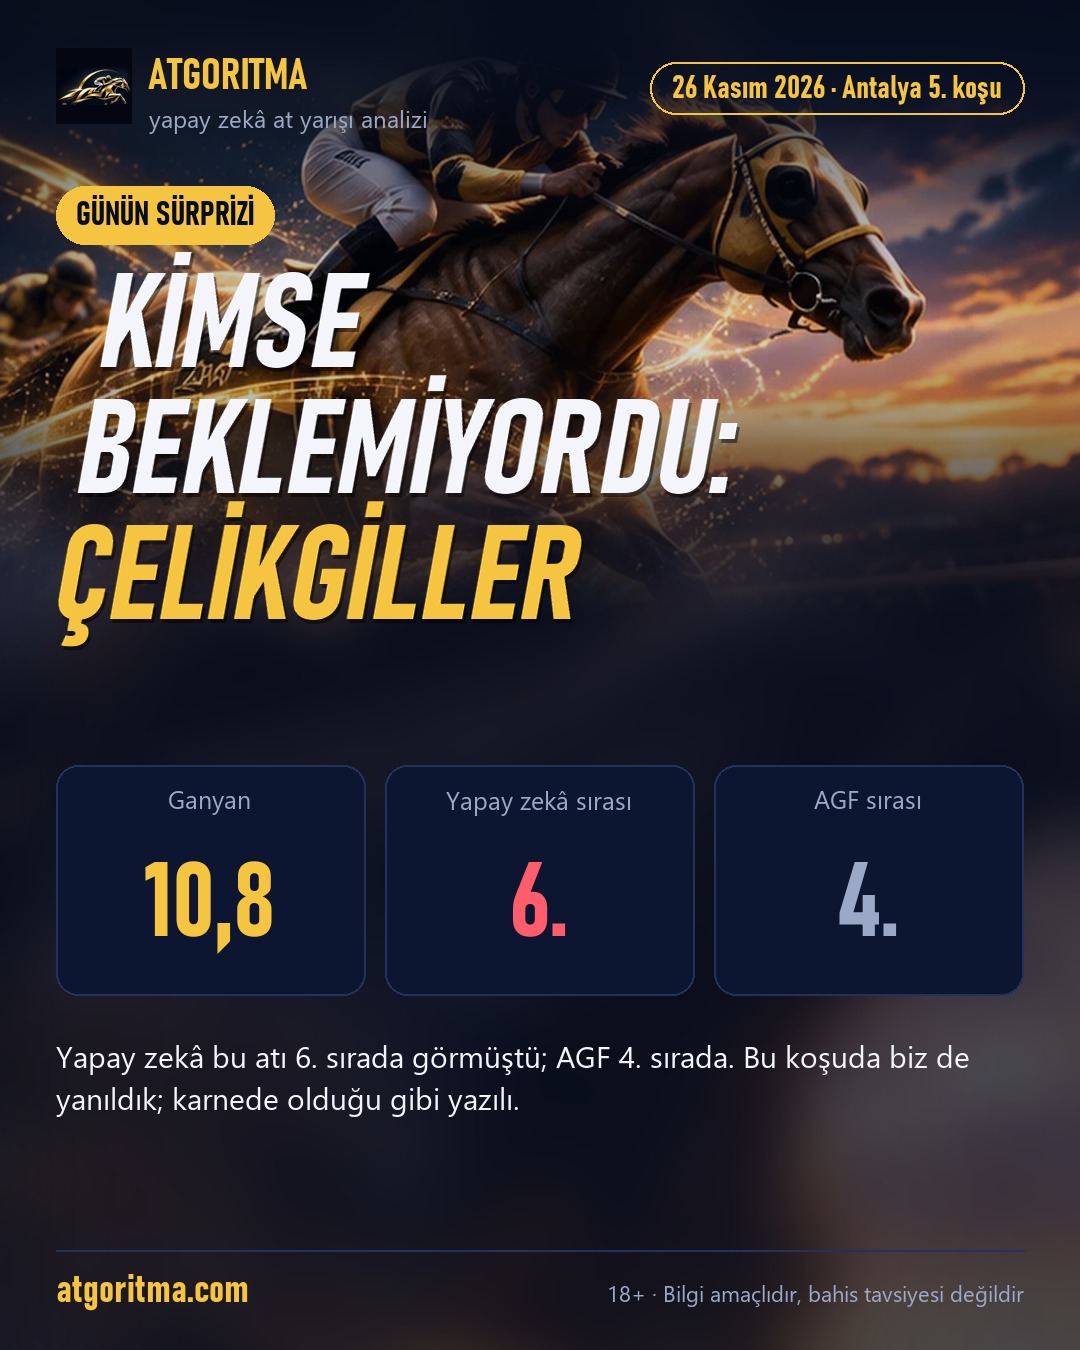 ATGORITMA
yapay zekâ at yarışı analizi
26 Kasım 2026 · Antalya 5. koşu
GÜNÜN SÜRPRİZİ
KİMSE
BEKLEMİYORDU:
ÇELİKGİLLER
Ganyan
10,8
Yapay zekâ sırası
6.
AGF sırası
4.
Yapay zekâ bu atı 6. sırada görmüştü; AGF 4. sırada. Bu koşuda biz de
yanıldık; karnede olduğu gibi yazılı.
atgoritma.com
18+ · Bilgi amaçlıdır, bahis tavsiyesi değildir